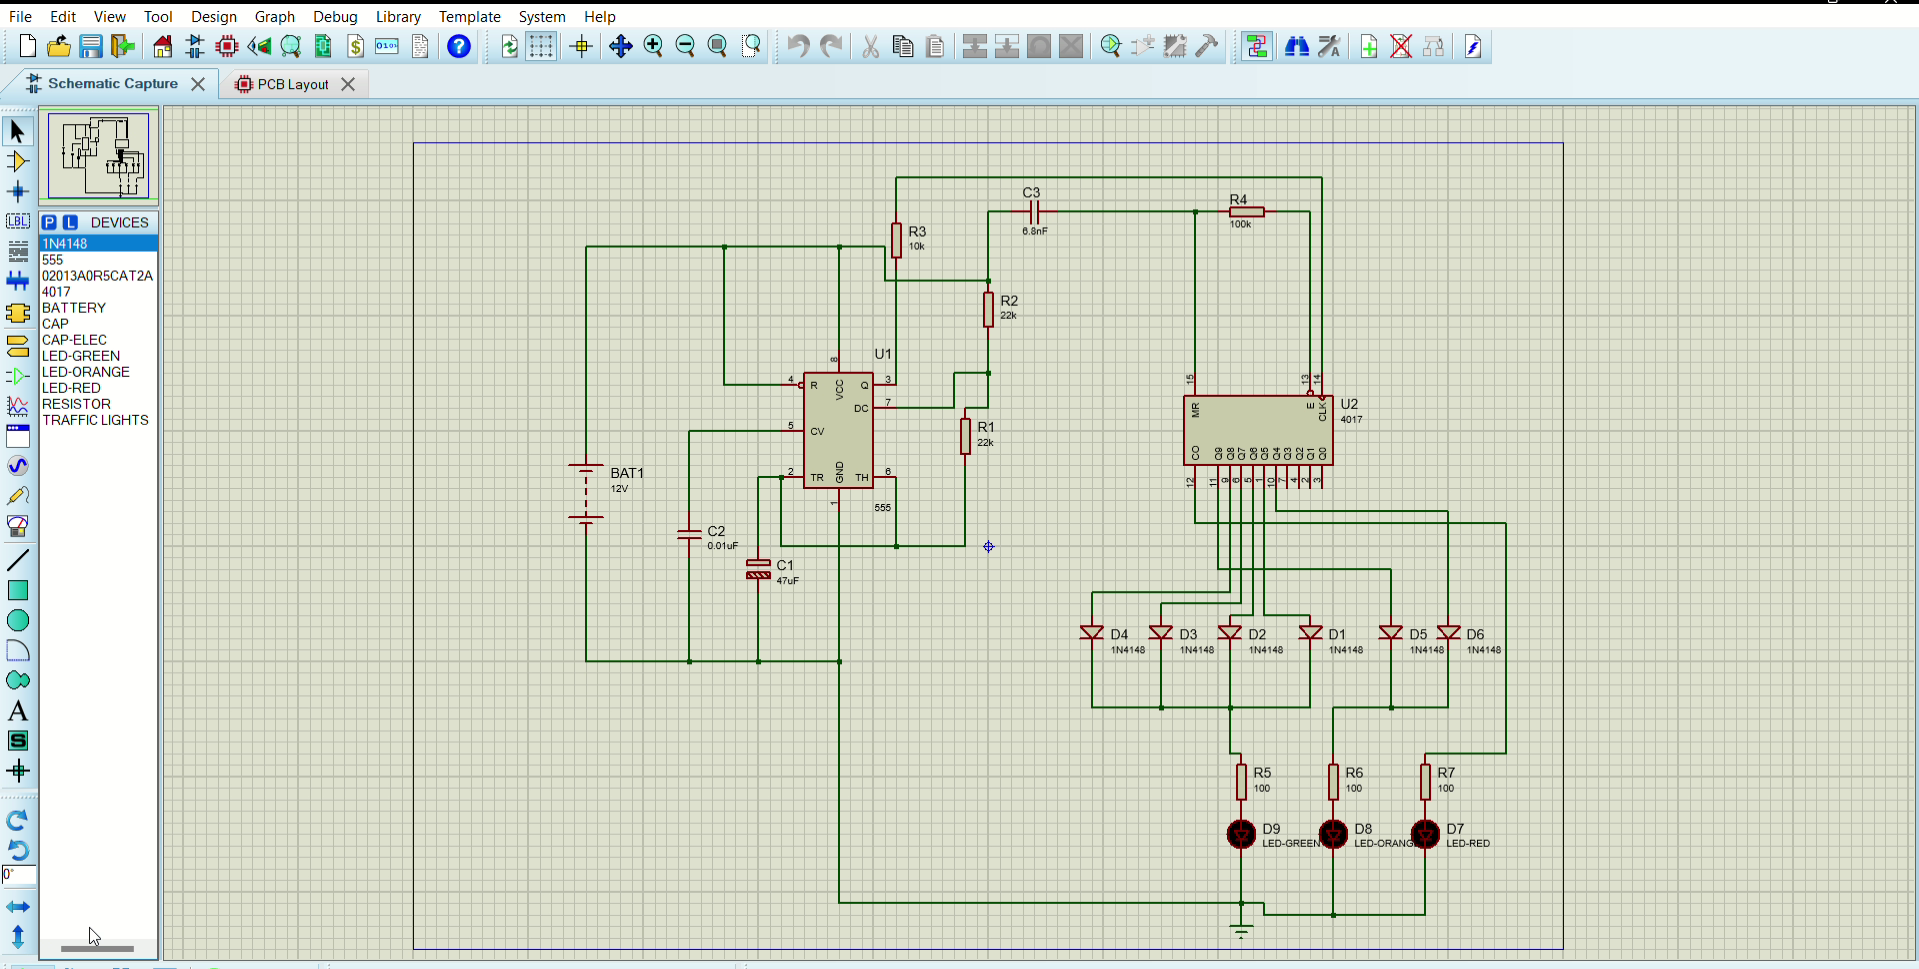 File Edit View Tool Design Graph Debug Library Template System Help
Schematic Capture
PCB Layout
P L DEVICES
1N4148
555
02013A0R5CAT2A
4017
BATTERY
CAP
CAP-ELEC
LED-GREEN
LED-ORANGE
LED-RED
RESISTOR
TRAFFIC LIGHTS
LBL
A
S
0°
C3
6.8nF
R4
100k
R3
10k
R2
22k
U1
8
VCC
4 R
Q 3
DC 7
5 CV
2 TR
GND
TH 6
1
555
R1
22k
BAT1
12V
C2
0.01uF
C1
47uF
15
13
14
MR
E
CLK
U2
4017
CO Q9 Q8 Q7 Q6 Q5 Q4 Q3 Q2 Q1 Q0
12 11 9 6 5 1 10 7 4 2 3
D4
1N4148
D3
1N4148
D2
1N4148
D1
1N4148
D5
1N4148
D6
1N4148
R5
100
R6
100
R7
100
D9
LED-GREEN
D8
LED-ORANG
D7
LED-RED